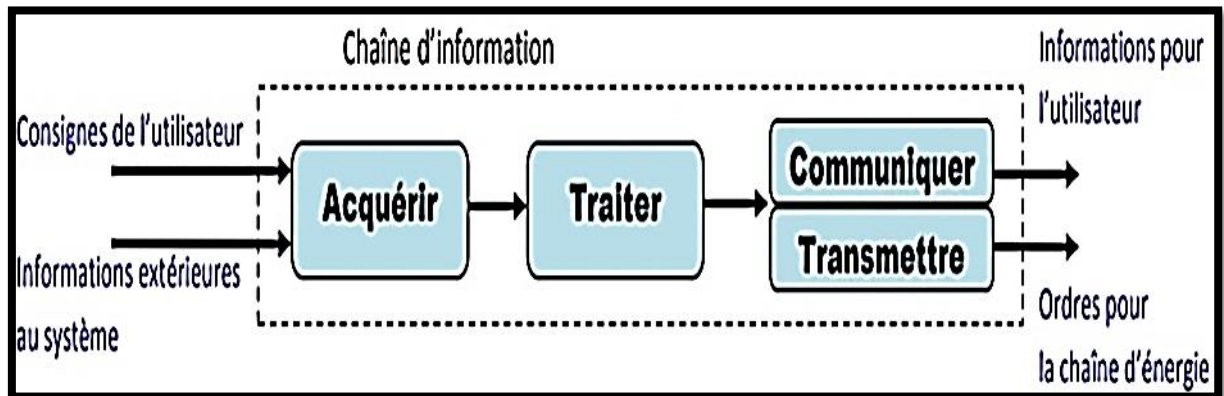 Chaîne d'information
Consignes de l'utilisateur
Informations extérieures
au système
Acquérir
Traiter
Communiquer
Transmettre
Informations pour
l'utilisateur
Ordres pour
la chaîne d'énergie